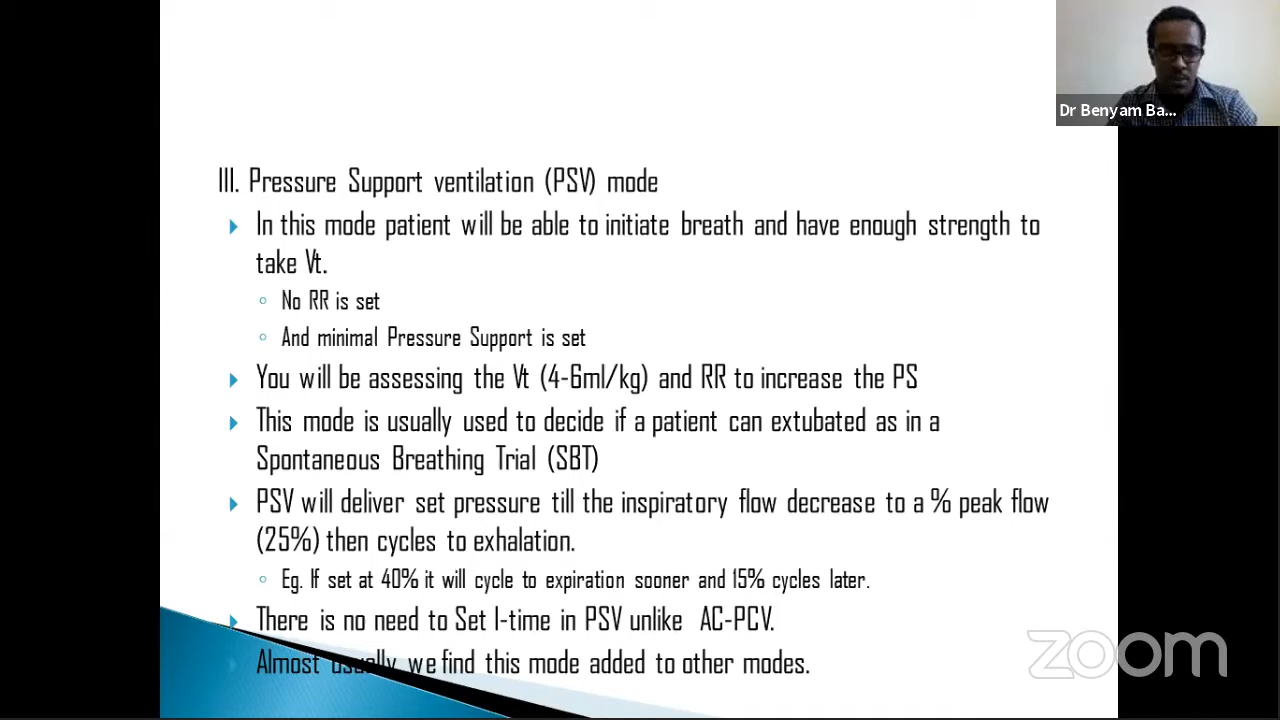 Dr Benyam Ba...
III. Pressure Support ventilation (PSV) mode
In this mode patient will be able to initiate breath and have enough strength to
take Vt.
No RR is set
And minimal Pressure Support is set
You will be assessing the Vt (4-6ml/kg) and RR to increase the PS
This mode is usually used to decide if a patient can extubated as in a
Spontaneous Breathing Trial (SBT)
PSV will deliver set pressure till the inspiratory flow decrease to a % peak flow
(25%) then cycles to exhalation.
Eg. If set at 40% it will cycle to expiration sooner and 15% cycles later.
There is no need to Set I-time in PSV unlike AC-PCV.
Almost usually we find this mode added to other modes.
zoom